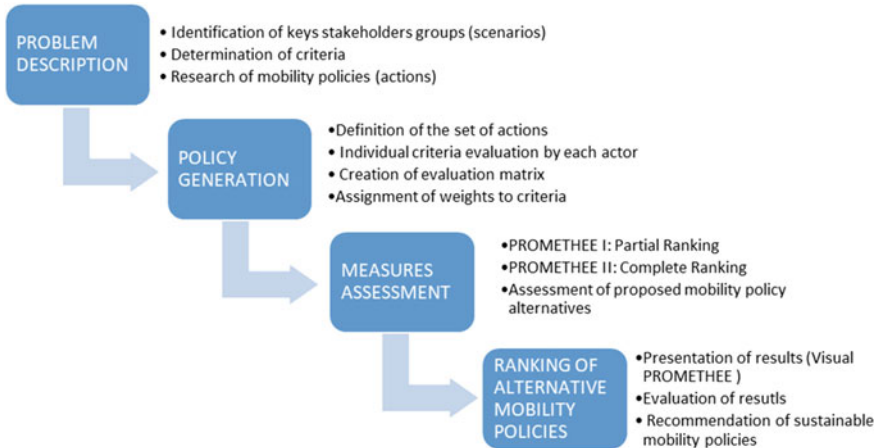 PROBLEM
DESCRIPTION
• Identification of keys stakeholders groups (scenarios)
• Determination of criteria
• Research of mobility policies (actions)
POLICY
GENERATION
•Definition of the set of actions
• Individual criteria evaluation by each actor
• Creation of evaluation matrix
•Assignment of weights to criteria
MEASURES
ASSESSMENT
•PROMETHEE I: Partial Ranking
•PROMETHEE II: Complete Ranking
•Assessment of proposed mobility policy
alternatives
RANKING OF
ALTERNATIVE
MOBILITY
POLICIES
•Presentation of results (Visual
PROMETHEE )
•Evaluation of resutls
• Recommendation of sustainable
mobility policies